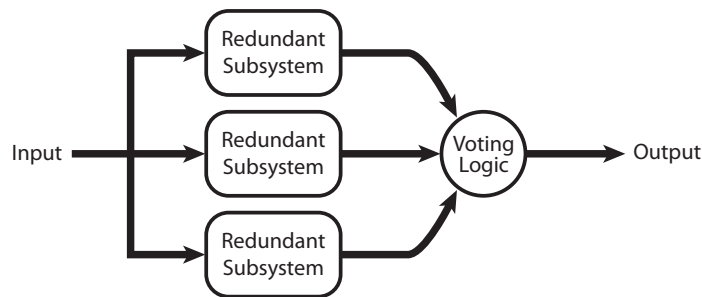 Redundant
Subsystem
Input
Redundant
Subsystem
Voting
Logic
Output
Redundant
Subsystem